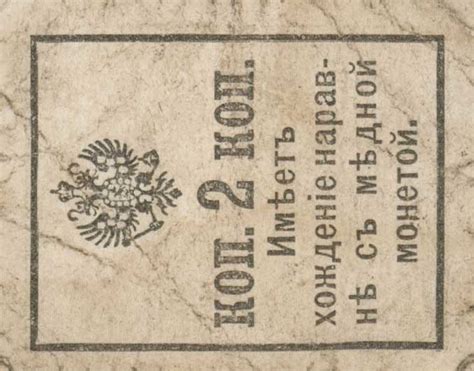 КОП. 2 КОП.
Имѣетъ
хожденіе нарав-
нѣ съ мѣдной
монетой.